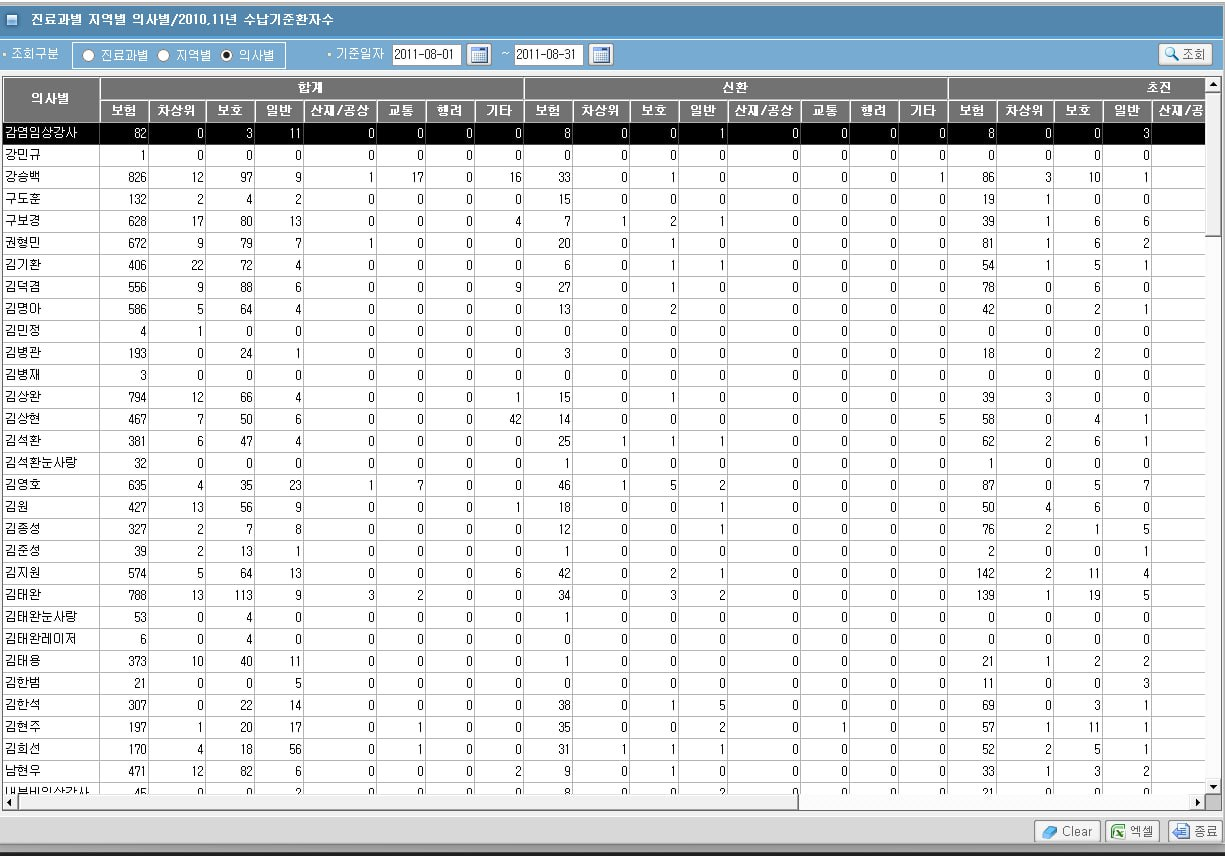 진료과별 지역별 의사별/2010,11년 수납기준환자수
· 조회구분 진료과별 지역별 의사별 · 기준일자 2011-08-01 ~ 2011-08-31 조회
의사별 합계 신환 초진
보험 차상위 보호 일반 산재/공상 교통 행려 기타 보험 차상위 보호 일반 산재/공상 교통 행려 기타 보험 차상위 보호 일반 산재/공
감염임상강사 82 0 3 11 0 0 0 0 8 0 0 1 0 0 0 0 8 0 0 3
강민규 1 0 0 0 0 0 0 0 0 0 0 0 0 0 0 0 0 0 0 0
강승백 826 12 97 9 1 17 0 16 33 0 1 0 0 0 0 1 86 3 10 1
구도훈 132 2 4 2 0 0 0 0 15 0 0 0 0 0 0 0 19 1 0 0
구보경 628 17 80 13 0 0 0 4 7 1 2 1 0 0 0 0 39 1 6 6
권형민 672 9 79 7 1 0 0 0 20 0 1 0 0 0 0 0 81 1 6 2
김기환 406 22 72 4 0 0 0 0 6 0 1 1 0 0 0 0 54 1 5 1
김덕겸 556 9 88 6 0 0 0 9 27 0 1 0 0 0 0 0 78 0 6 0
김명아 586 5 64 4 0 0 0 0 13 0 2 0 0 0 0 0 42 0 2 1
김민정 4 1 0 0 0 0 0 0 0 0 0 0 0 0 0 0 0 0 0 0
김병관 193 0 24 1 0 0 0 0 3 0 0 0 0 0 0 0 18 0 2 0
김병재 3 0 0 0 0 0 0 0 0 0 0 0 0 0 0 0 0 0 0 0
김상완 794 12 66 4 0 0 0 1 15 0 1 0 0 0 0 0 39 3 0 0
김상현 467 7 50 6 0 0 0 42 14 0 0 0 0 0 0 5 58 0 4 1
김석환 381 6 47 4 0 0 0 0 25 1 1 1 0 0 0 0 62 2 6 1
김석환눈사랑 32 0 0 0 0 0 0 0 1 0 0 0 0 0 0 0 1 0 0 0
김영호 635 4 35 23 1 7 0 0 46 1 5 2 0 0 0 0 87 0 5 7
김원 427 13 56 9 0 0 0 1 18 0 0 1 0 0 0 0 50 4 6 0
김종성 327 2 7 8 0 0 0 0 12 0 0 1 0 0 0 0 76 2 1 5
김준성 39 2 13 1 0 0 0 0 1 0 0 0 0 0 0 0 2 0 0 1
김지원 574 5 64 13 0 0 0 6 42 0 2 1 0 0 0 0 142 2 11 4
김태완 788 13 113 9 3 2 0 0 34 0 3 2 0 0 0 0 139 1 19 5
김태완눈사랑 53 0 4 0 0 0 0 0 1 0 0 0 0 0 0 0 0 0 0 0
김태완레이저 6 0 4 0 0 0 0 0 0 0 0 0 0 0 0 0 0 0 0 0
김태용 373 10 40 11 0 0 0 0 1 0 0 0 0 0 0 0 21 1 2 2
김한범 21 0 0 5 0 0 0 0 0 0 0 0 0 0 0 0 11 0 0 3
김한석 307 0 22 14 0 0 0 0 38 0 1 5 0 0 0 0 69 0 3 1
김현주 197 1 20 17 0 1 0 0 35 0 0 2 0 1 0 0 57 1 11 1
김희선 170 4 18 56 0 1 0 0 31 1 1 1 0 0 0 0 52 2 5 1
남현우 471 12 82 6 0 0 0 2 9 0 1 0 0 0 0 0 33 1 3 2
내분비임상강사 45 0 0 2 0 0 0 0 8 0 0 2 0 0 0 0 21 0 0 0
Clear 엑셀 종료